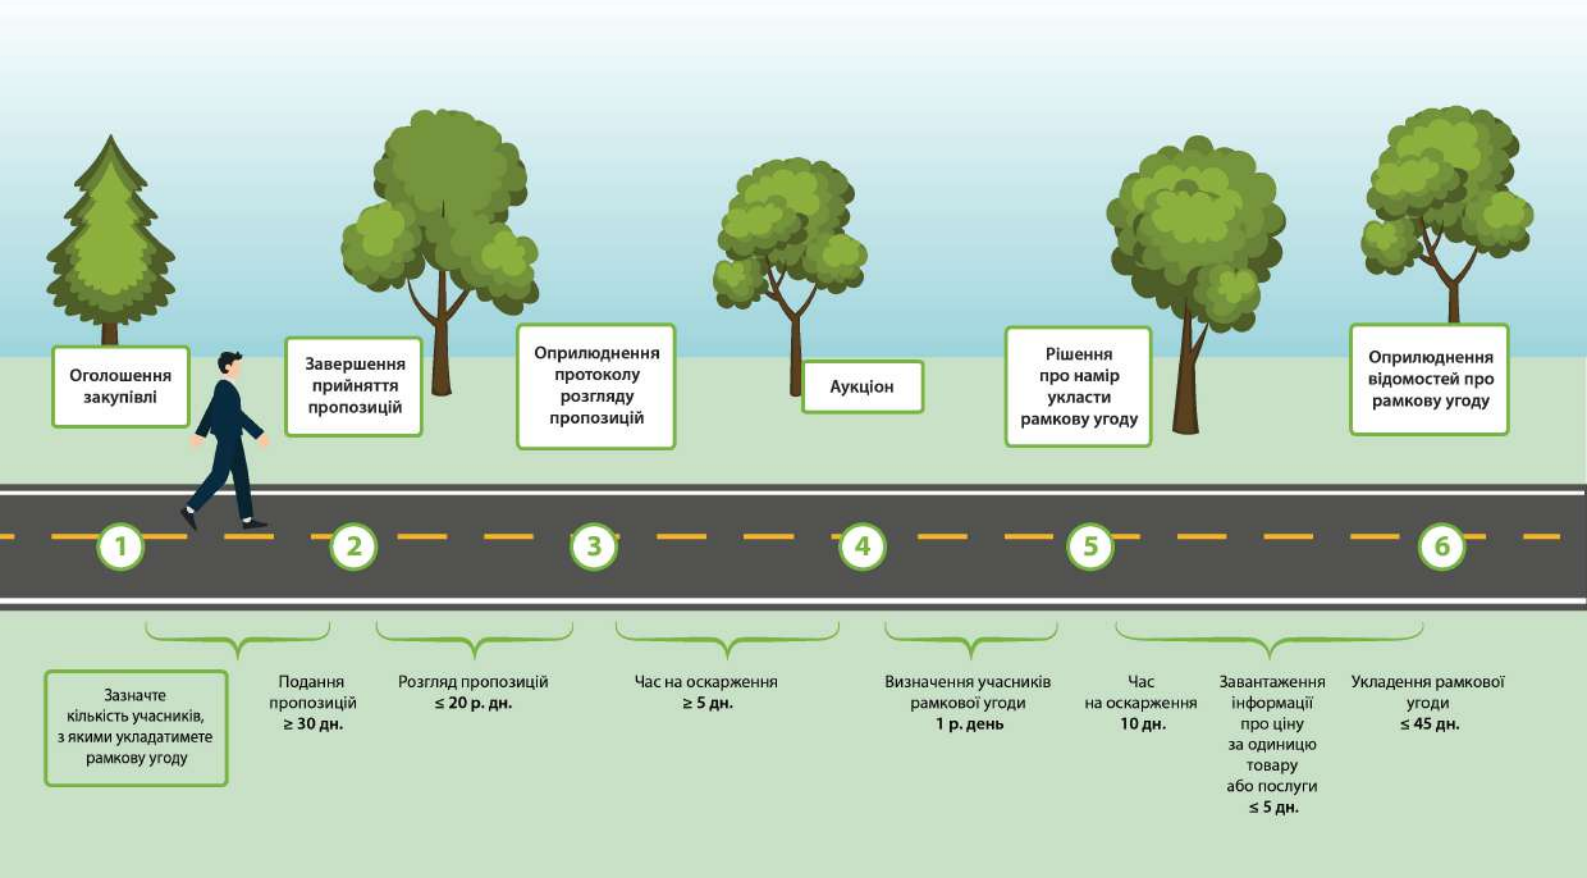 Оголошення
закупівлі
Завершення
прийняття
пропозицій
Оприлюднення
протоколу
розгляду
пропозицій
Аукціон
Рішення
про намір
укласти
рамкову угоду
Оприлюднення
відомостей про
рамкову угоду
1
2
3
4
5
6
Зазначте
кількість учасників,
з якими укладатимете
рамкову угоду
Подання
пропозицій
≥ 30 дн.
Розгляд пропозицій
≤ 20 р. дн.
Час на оскарження
≥ 5 дн.
Визначення учасників
рамкової угоди
1 р. день
Час
на оскарження
10 дн.
Завантаження
інформації
про ціну
за одиницю
товару
або послуги
≤ 5 дн.
Укладення рамкової
угоди
≤ 45 дн.